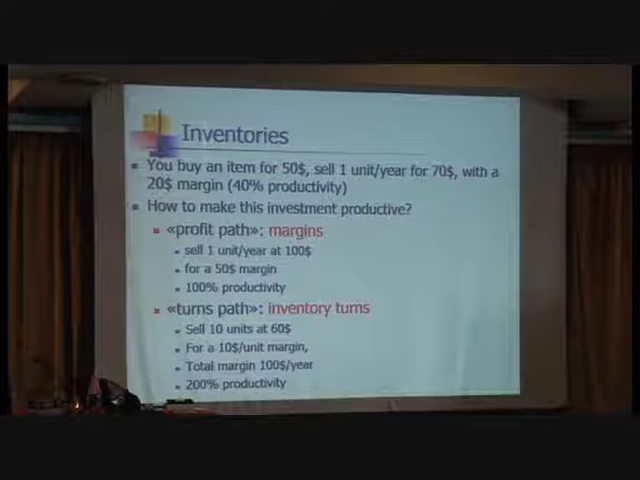 Inventories
You buy an item for 50$, sell 1 unit/year for 70$, with a
20$ margin (40% productivity)
How to make this investment productive?
«profit path»: margins
sell 1 unit/year at 100$
for a 50$ margin
100% productivity
«turns path»: inventory turns
Sell 10 units at 60$
For a 10$/unit margin,
Total margin 100$/year
200% productivity